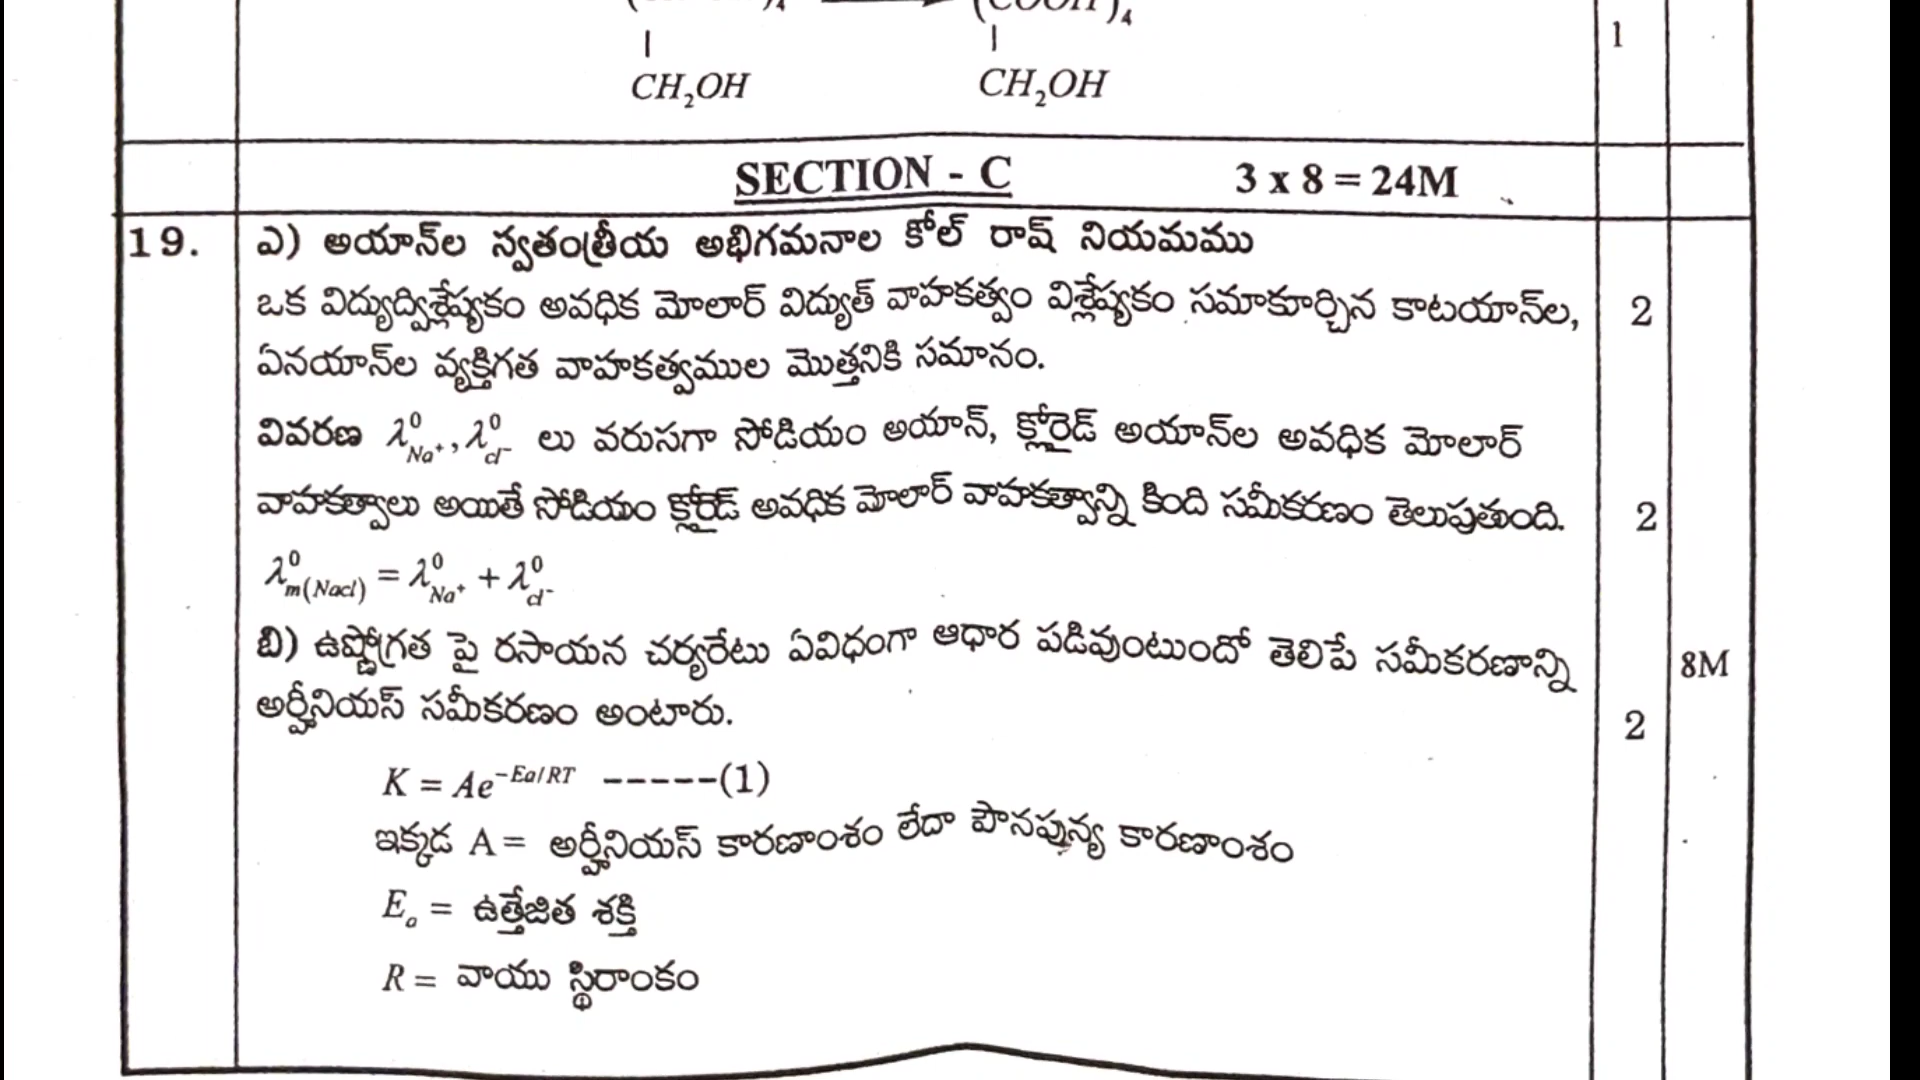 (COOH)4
| | 1
CH2OH CH2OH
SECTION - C 3 x 8 = 24M
19. ఎ) అయాన్‌ల స్వతంత్రీయ అభిగమనాల కోల్ రాష్ నియమము
ఒక విద్యుద్విశ్లేష్యకం అవధిక మోలార్ విద్యుత్ వాహకత్వం విశ్లేష్యకం సమాకూర్చిన కాటయాన్‌ల, 2
ఏనయాన్‌ల వ్యక్తిగత వాహకత్వముల మొత్తనికి సమానం.
వివరణ λ⁰Na⁺, λ⁰cl⁻ లు వరుసగా సోడియం అయాన్, క్లోరైడ్ అయాన్‌ల అవధిక మోలార్
వాహకత్వాలు అయితే సోడియం క్లోరైడ్ అవధిక మోలార్ వాహకత్వాన్ని కింది సమీకరణం తెలుపుతుంది. 2
λ⁰m(Nacl) = λ⁰Na⁺ + λ⁰cl⁻
బి) ఉష్ణోగ్రత పై రసాయన చర్యరేటు ఏవిధంగా ఆధార పడివుంటుందో తెలిపే సమీకరణాన్ని 8M
అర్హీనియస్ సమీకరణం అంటారు. 2
K = Ae^-Ea/RT -----(1)
ఇక్కడ A = అర్హీనియస్ కారణాంశం లేదా పౌనపున్య కారణాంశం
Ea = ఉత్తేజిత శక్తి
R = వాయు స్థిరాంకం